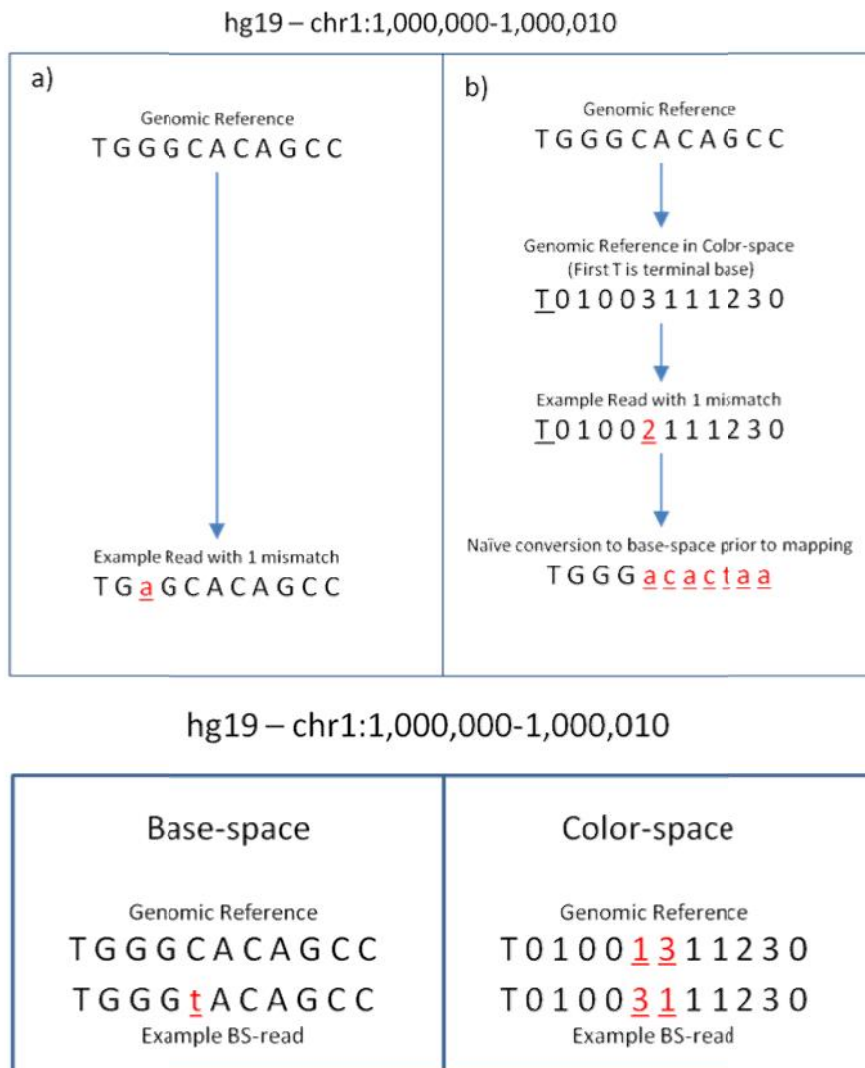 hg19 – chr1:1,000,000-1,000,010
a)
Genomic Reference
T G G G C A C A G C C
Example Read with 1 mismatch
T G a G C A C A G C C
b)
Genomic Reference
T G G G C A C A G C C
Genomic Reference in Color-space
(First T is terminal base)
T 0 1 0 0 3 1 1 1 2 3 0
Example Read with 1 mismatch
T 0 1 0 0 2 1 1 1 2 3 0
Naïve conversion to base-space prior to mapping
T G G G a c a c t a a
hg19 – chr1:1,000,000-1,000,010
Base-space
Genomic Reference
T G G G C A C A G C C
T G G G t A C A G C C
Example BS-read
Color-space
Genomic Reference
T 0 1 0 0 1 3 1 1 2 3 0
T 0 1 0 0 3 1 1 1 2 3 0
Example BS-read